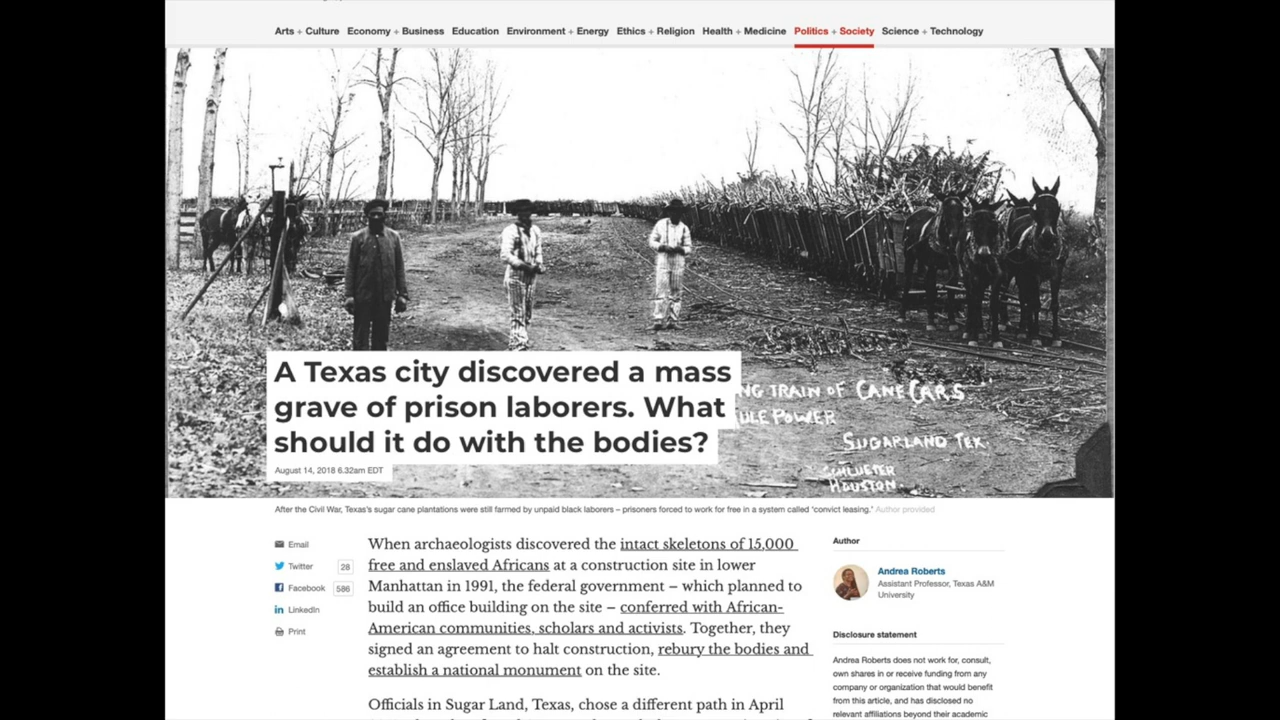 Arts + Culture Economy + Business Education Environment + Energy Ethics + Religion Health + Medicine Politics + Society Science + Technology
NG TRAIN OF CANE CARS
ULE POWER
SUGARLAND TEX.
SCHLUETER
HOUSTON.
A Texas city discovered a mass
grave of prison laborers. What
should it do with the bodies?
August 14, 2018 6.32am EDT
After the Civil War, Texas's sugar cane plantations were still farmed by unpaid black laborers – prisoners forced to work for free in a system called 'convict leasing.' Author provided
Email
Twitter 28
Facebook 586
LinkedIn
Print
When archaeologists discovered the intact skeletons of 15,000
free and enslaved Africans at a construction site in lower
Manhattan in 1991, the federal government – which planned to
build an office building on the site – conferred with African-
American communities, scholars and activists. Together, they
signed an agreement to halt construction, rebury the bodies and
establish a national monument on the site.
Officials in Sugar Land, Texas, chose a different path in April
Author
Andrea Roberts
Assistant Professor, Texas A&M
University
Disclosure statement
Andrea Roberts does not work for, consult,
own shares in or receive funding from any
company or organization that would benefit
from this article, and has disclosed no
relevant affiliations beyond their academic